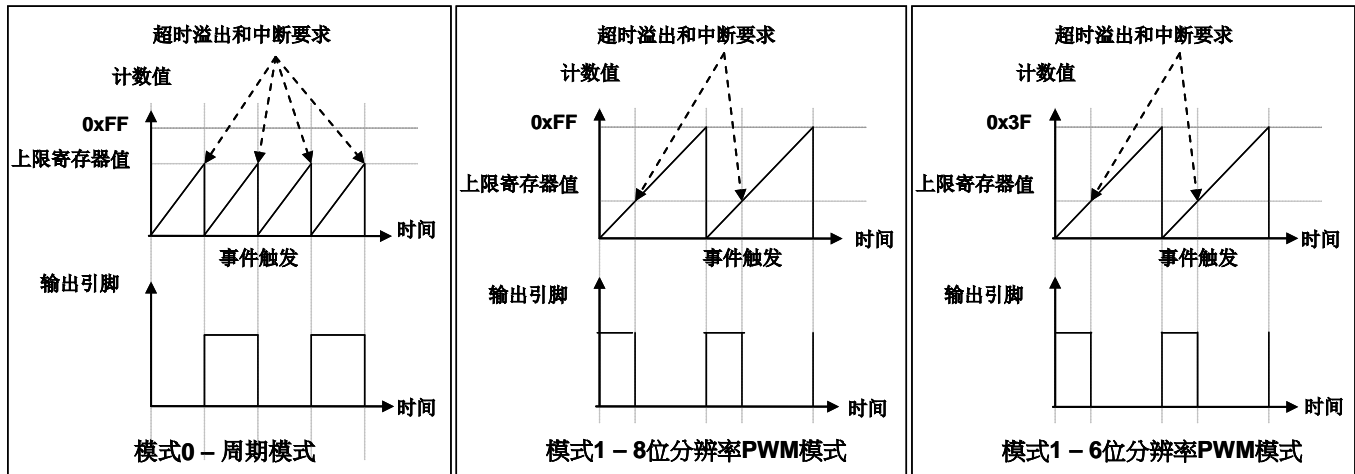 超时溢出和中断要求
计数值
0xFF
上限寄存器值
时间
事件触发
输出引脚
时间
模式0 – 周期模式
超时溢出和中断要求
计数值
0xFF
上限寄存器值
时间
事件触发
输出引脚
时间
模式1 – 8位分辨率PWM模式
超时溢出和中断要求
计数值
0x3F
上限寄存器值
时间
事件触发
输出引脚
时间
模式1 – 6位分辨率PWM模式